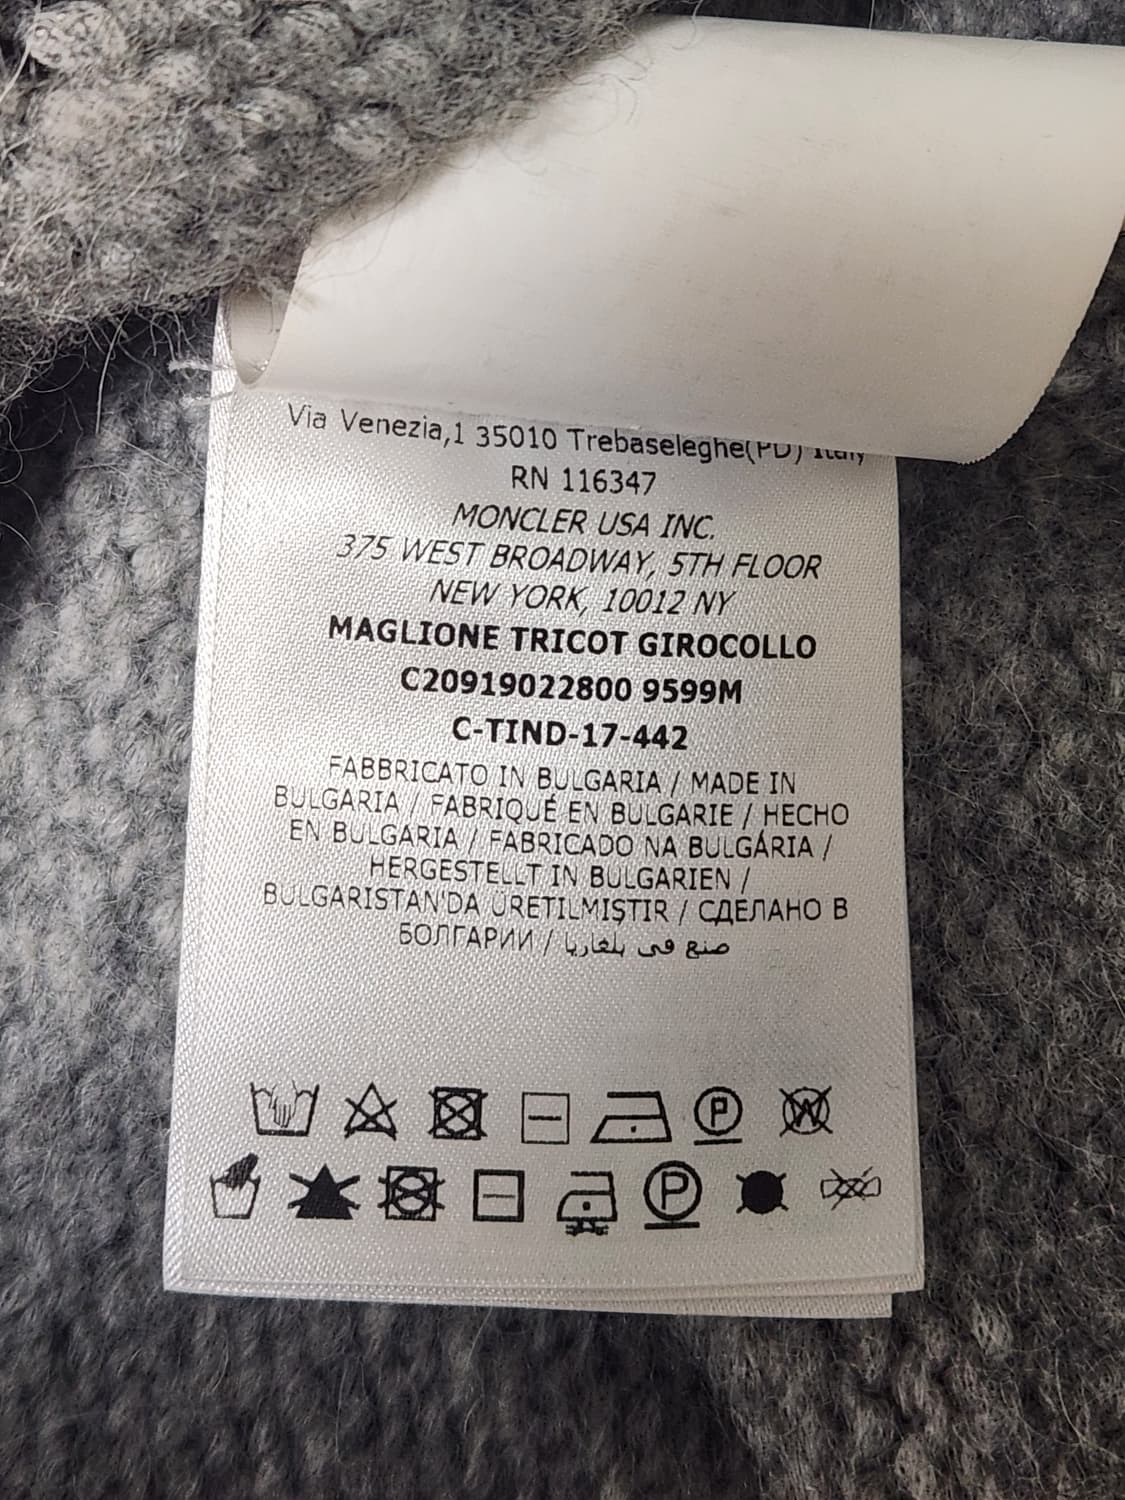 Via Venezia,1 35010 Trebaseleghe(PD) Italy
RN 116347
MONCLER USA INC.
375 WEST BROADWAY, 5TH FLOOR
NEW YORK, 10012 NY
MAGLIONE TRICOT GIROCOLLO
C20919022800 9599M
C-TIND-17-442
FABBRICATO IN BULGARIA / MADE IN
BULGARIA / FABRIQUÉ EN BULGARIE / HECHO
EN BULGARIA / FABRICADO NA BULGÁRIA /
HERGESTELLT IN BULGARIEN /
BULGARISTAN'DA ÜRETILMIŞTIR / СДЕЛАНО В
БОЛГАРИИ / صنع في بلغاريا
P W
P